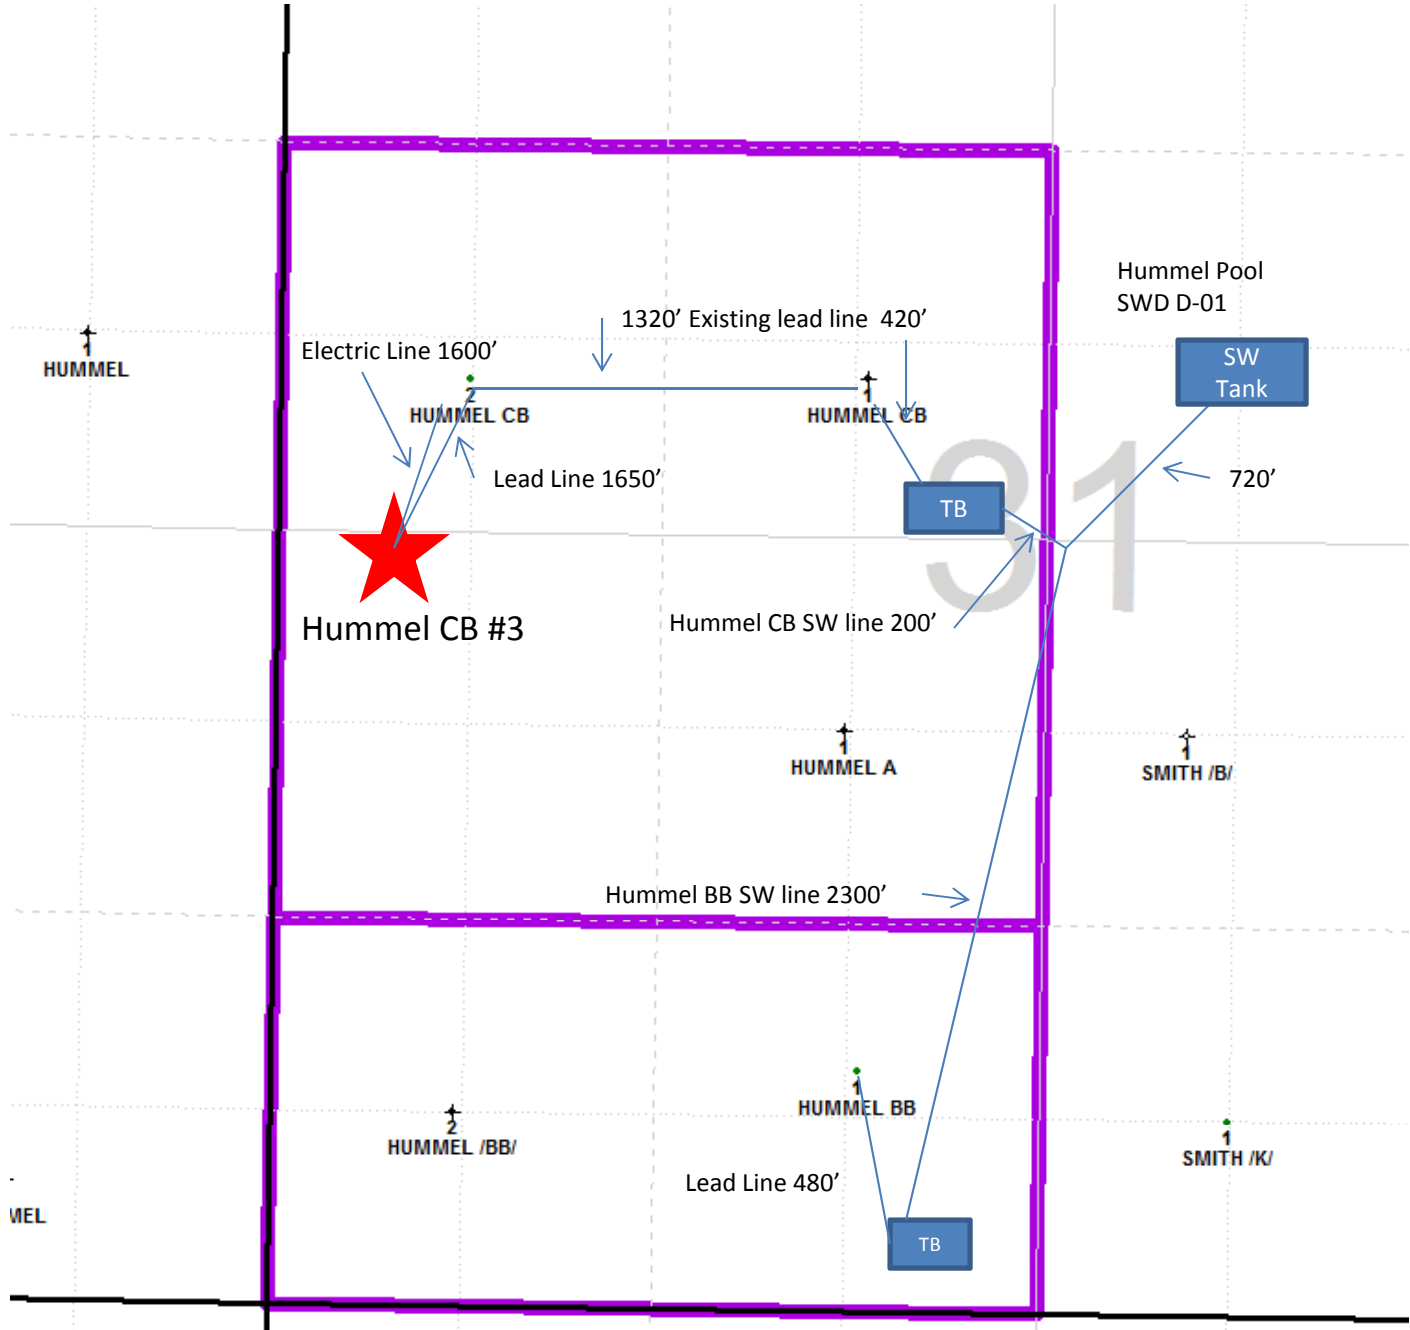 Hummel Pool
SWD D-01
1320’ Existing lead line 420’
Electric Line 1600’
1
HUMMEL
SW
Tank
2
HUMMEL CB
1
HUMMEL CB
Lead Line 1650’
720’
31
TB
Hummel CB #3
Hummel CB SW line 200’
1
HUMMEL A
1
SMITH /B/
Hummel BB SW line 2300’
1
HUMMEL BB
2
HUMMEL /BB/
1
SMITH /K/
Lead Line 480’
MEL
TB